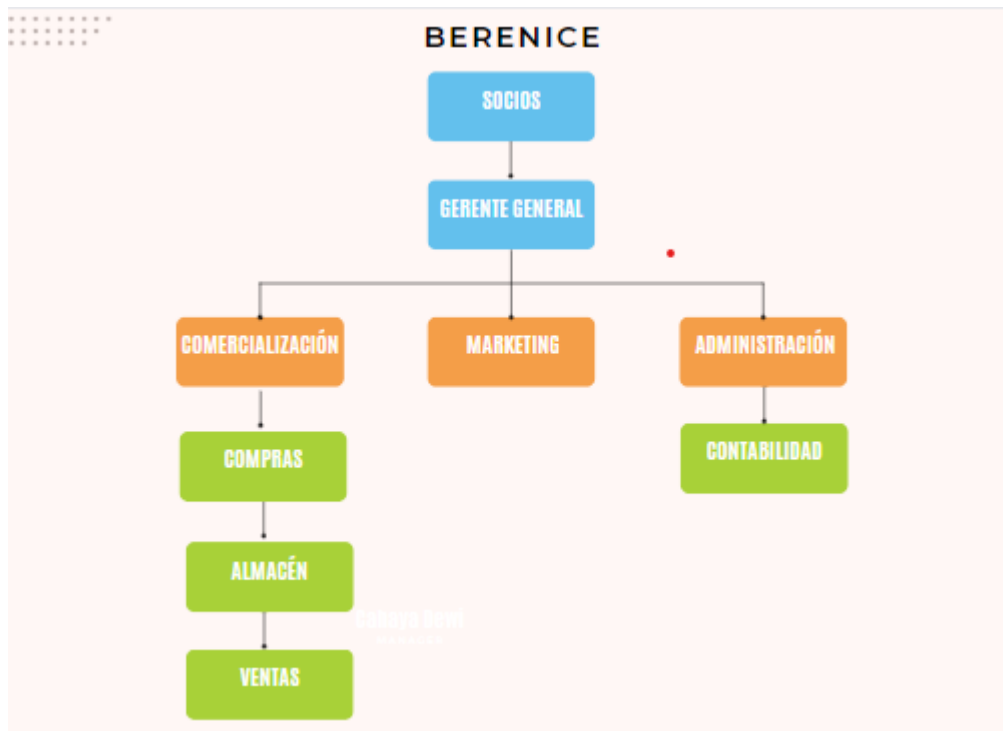 BERENICE
SOCIOS
GERENTE GENERAL
COMERCIALIZACIÓN
MARKETING
ADMINISTRACIÓN
COMPRAS
CONTABILIDAD
ALMACÉN
VENTAS